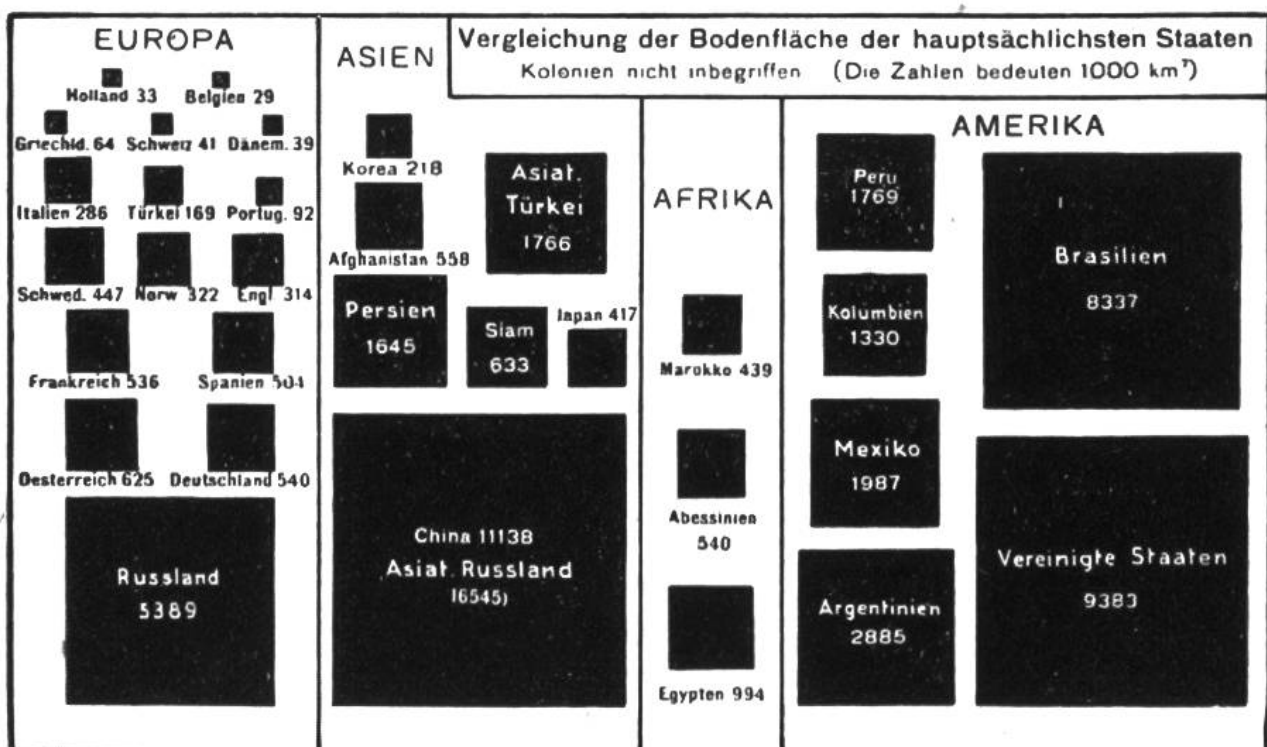 Vergleichung der Bodenfläche der hauptsächlichsten Staaten
Kolonien nicht inbegriffen (Die Zahlen bedeuten 1000 km²)
EUROPA
Holland 33 Belgien 29
Griechld. 64 Schweiz 41 Dänem. 39
Italien 286 Türkei 169 Portug. 92
Schwed. 447 Norw 322 Engl 314
Frankreich 536 Spanien 504
Oesterreich 625 Deutschland 540
Russland
5389
ASIEN
Korea 218
Asiat.
Türkei
1766
Afghanistan 558
Persien
1645
Siam
633
Japan 417
China 11138
Asiat. Russland
16545)
AFRIKA
Marokko 439
Abessinien
540
Egypten 994
AMERIKA
Peru
1769
Brasilien
8337
Kolumbien
1330
Mexiko
1987
Vereinigte Staaten
9383
Argentinien
2885